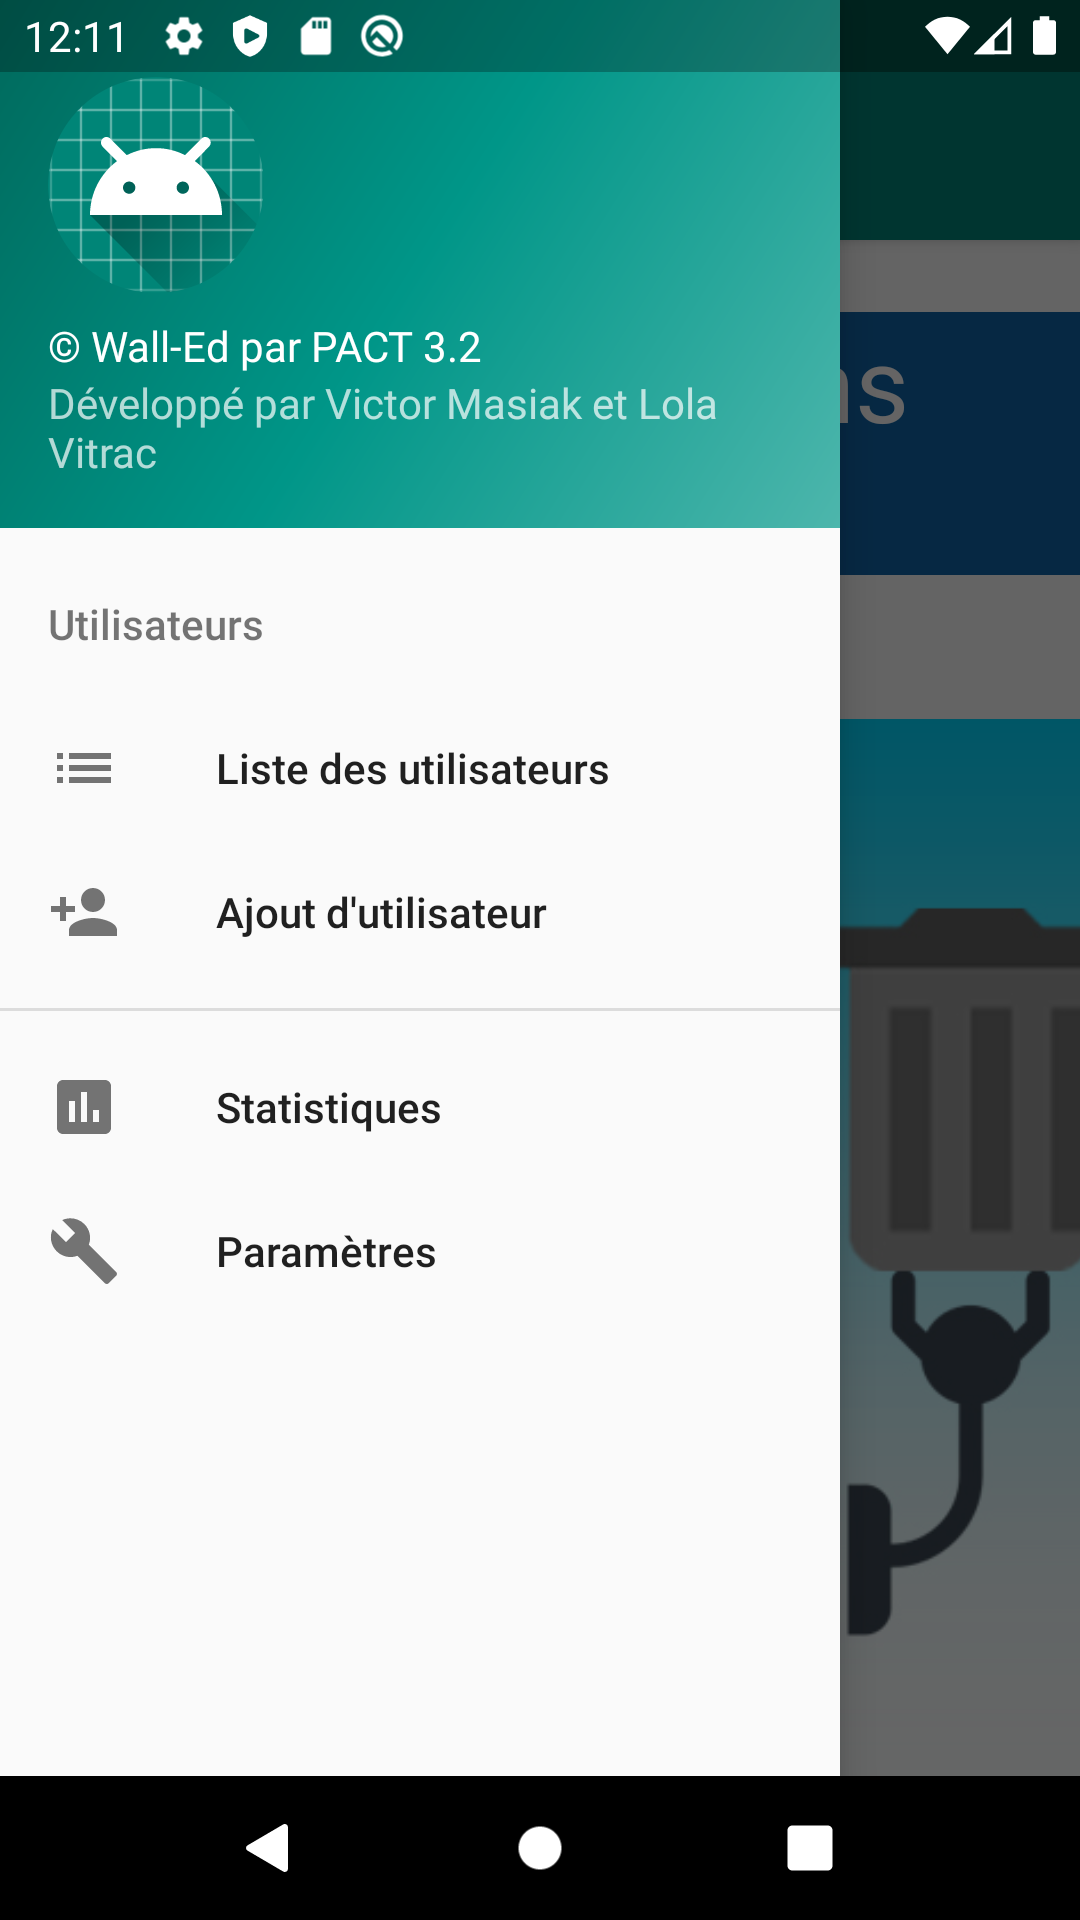 12:11
© Wall-Ed par PACT 3.2
Développé par Victor Masiak et Lola
Vitrac
Utilisateurs
Liste des utilisateurs
Ajout d'utilisateur
Statistiques
Paramètres